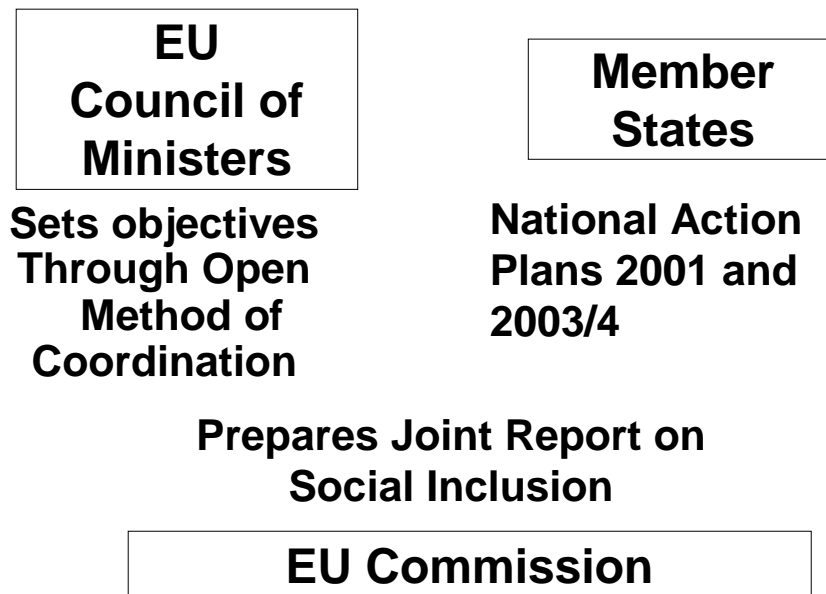 EU
Council of
Ministers
Sets objectives
Through Open
Method of
Coordination
Member
States
National Action
Plans 2001 and
2003/4
Prepares Joint Report on
Social Inclusion
EU Commission